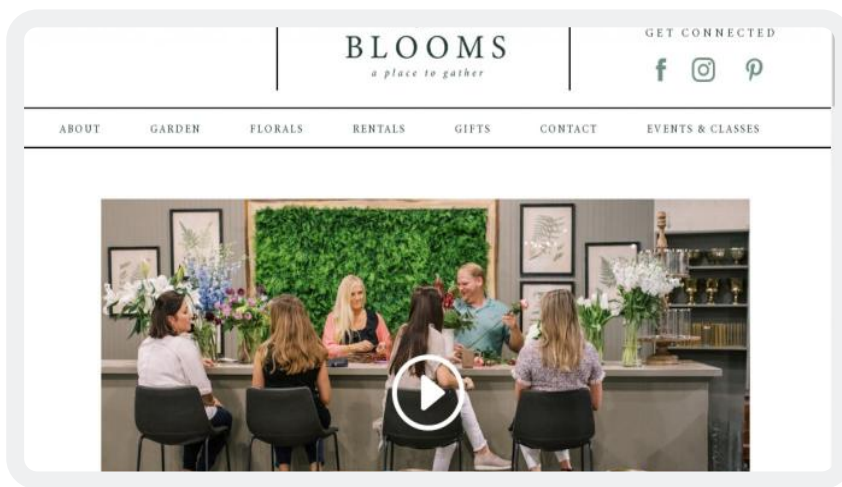 GET CONNECTED
BLOOMS
a place to gather
ABOUT GARDEN FLORALS RENTALS GIFTS CONTACT EVENTS & CLASSES